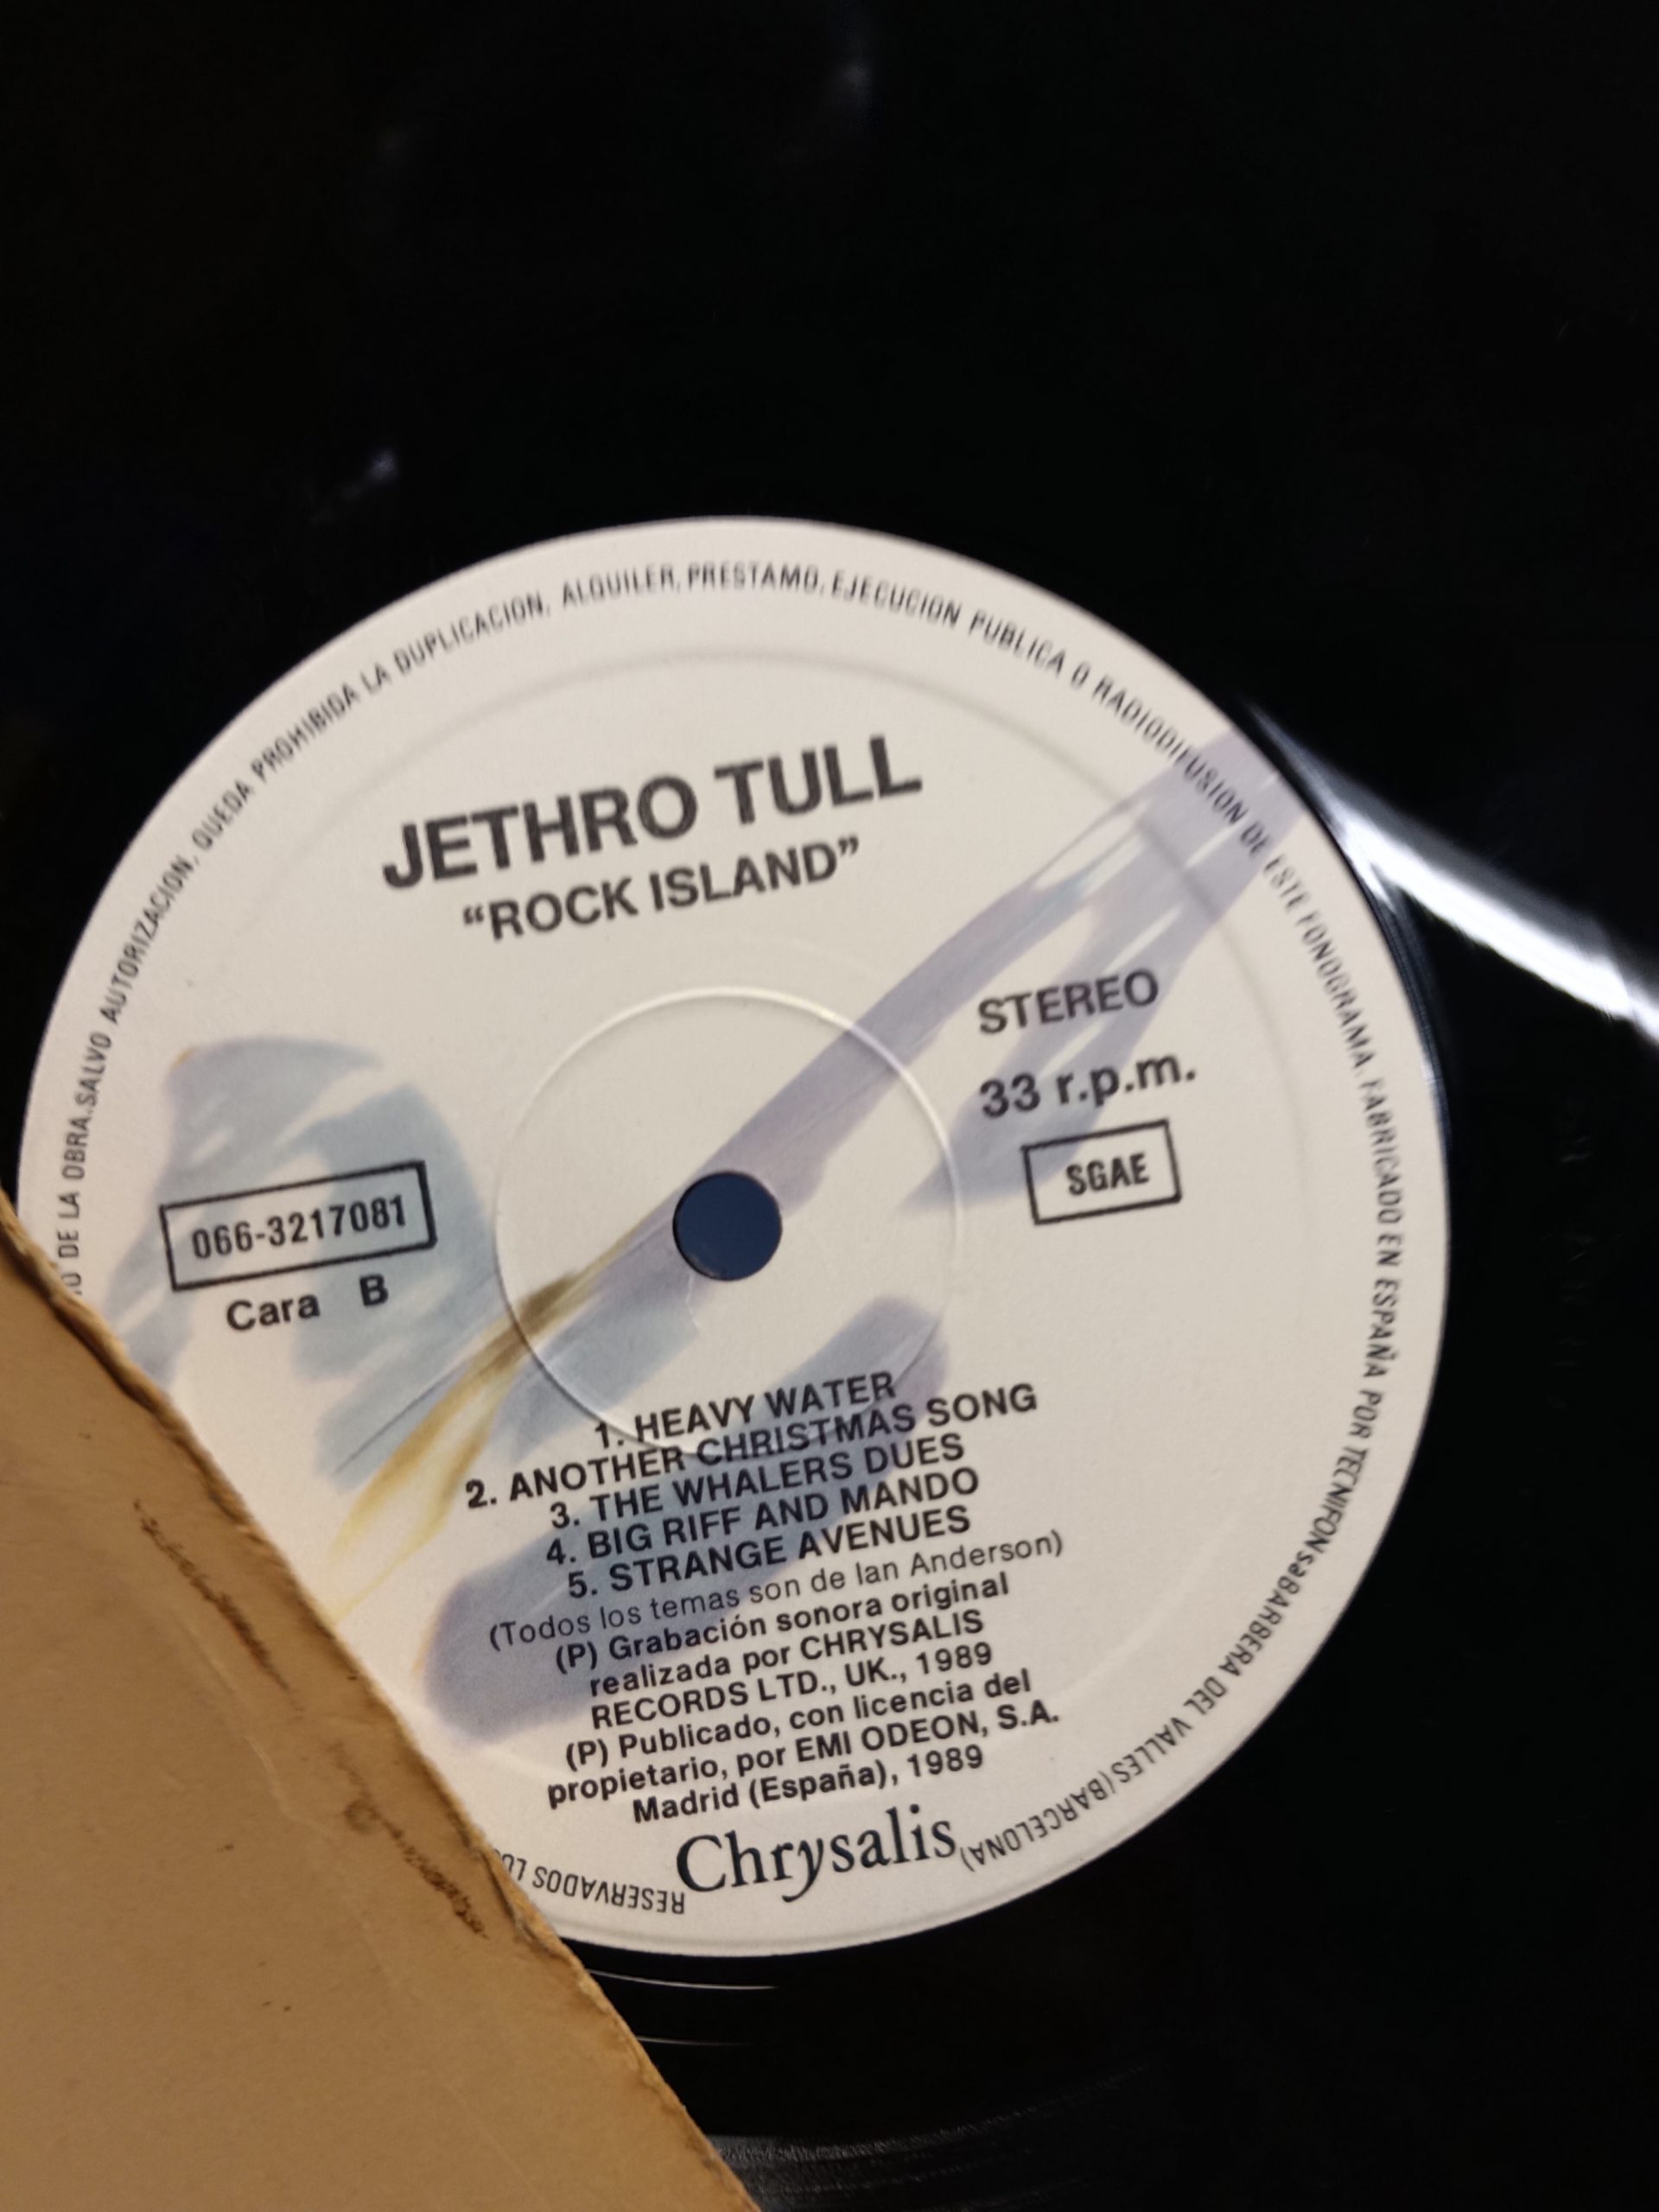 JETHRO TULL
“ROCK ISLAND”
STEREO
33 r.p.m.
SGAE
066-3217081
Cara B
1. HEAVY WATER
2. ANOTHER CHRISTMAS SONG
3. THE WHALERS DUES
4. BIG RIFF AND MANDO
5. STRANGE AVENUES
(Todos los temas son de Ian Anderson)
(P) Grabación sonora original
realizada por CHRYSALIS
RECORDS LTD., UK., 1989
(P) Publicado, con licencia del
propietario, por EMI ODEON, S.A.
Madrid (España), 1989
Chrysalis
RESERVADOS
DE LA OBRA.SALVO AUTORIZACION, QUEDA PROHIBIDA LA DUPLICACION, ALQUILER, PRESTAMO, EJECUCION PUBLICA O RADIODIFUSION DE ESTE FONOGRAMA. FABRICADO EN ESPAÑA POR TECNIFONsaBARBERA DEL VALLES(BARCELONA)